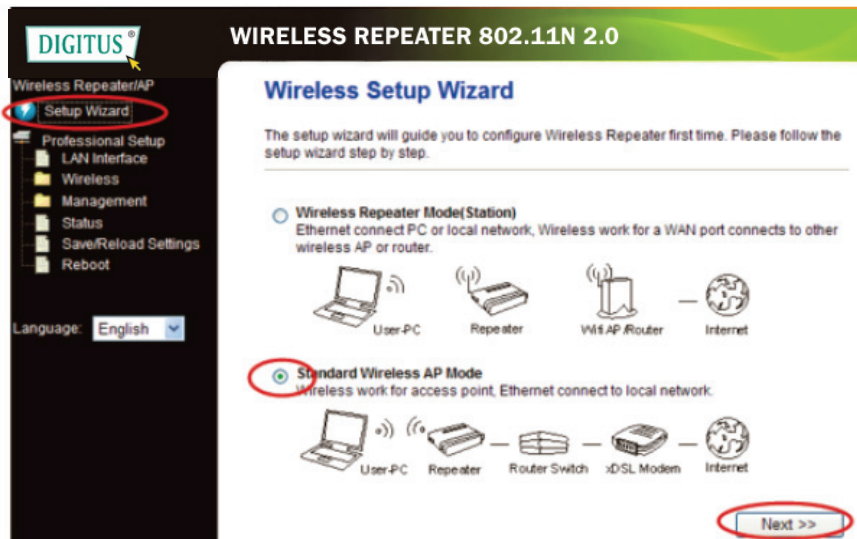 DIGITUS®
WIRELESS REPEATER 802.11N 2.0
Wireless Repeater/AP
Setup Wizard
Professional Setup
LAN Interface
Wireless
Management
Status
Save/Reload Settings
Reboot
Language: English
Wireless Setup Wizard
The setup wizard will guide you to configure Wireless Repeater first time. Please follow the
setup wizard step by step.
Wireless Repeater Mode(Station)
Ethernet connect PC or local network, Wireless work for a WAN port connects to other
wireless AP or router.
User-PC Repeater Wifi AP /Router Internet
Standard Wireless AP Mode
Wireless work for access point, Ethernet connect to local network.
User-PC Repeater Router Switch xDSL Modem Internet
Next >>